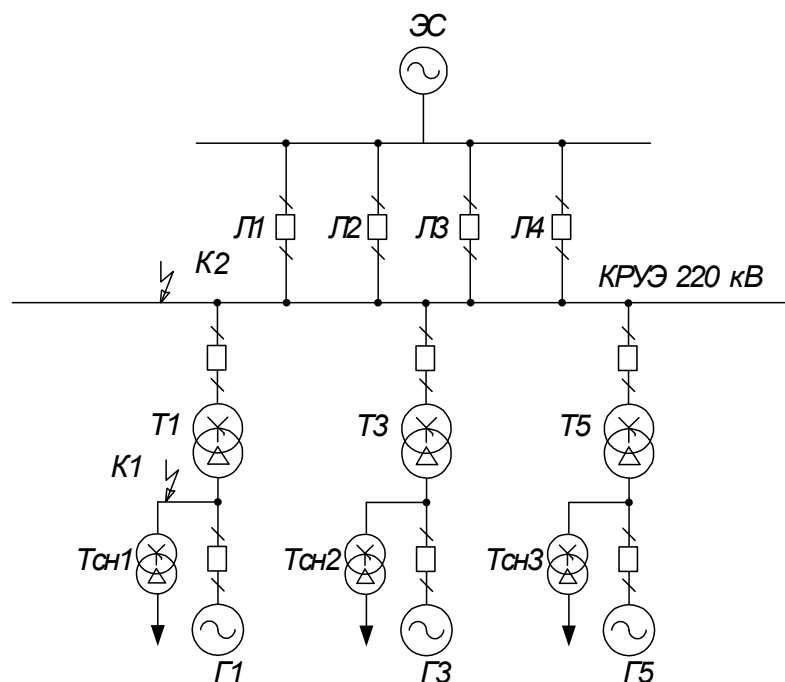 ЭС
Л1 Л2 Л3 Л4
К2
КРУЭ 220 кВ
Т1 Т3 Т5
К1
Тсн1 Тсн2 Тсн3
Г1 Г3 Г5